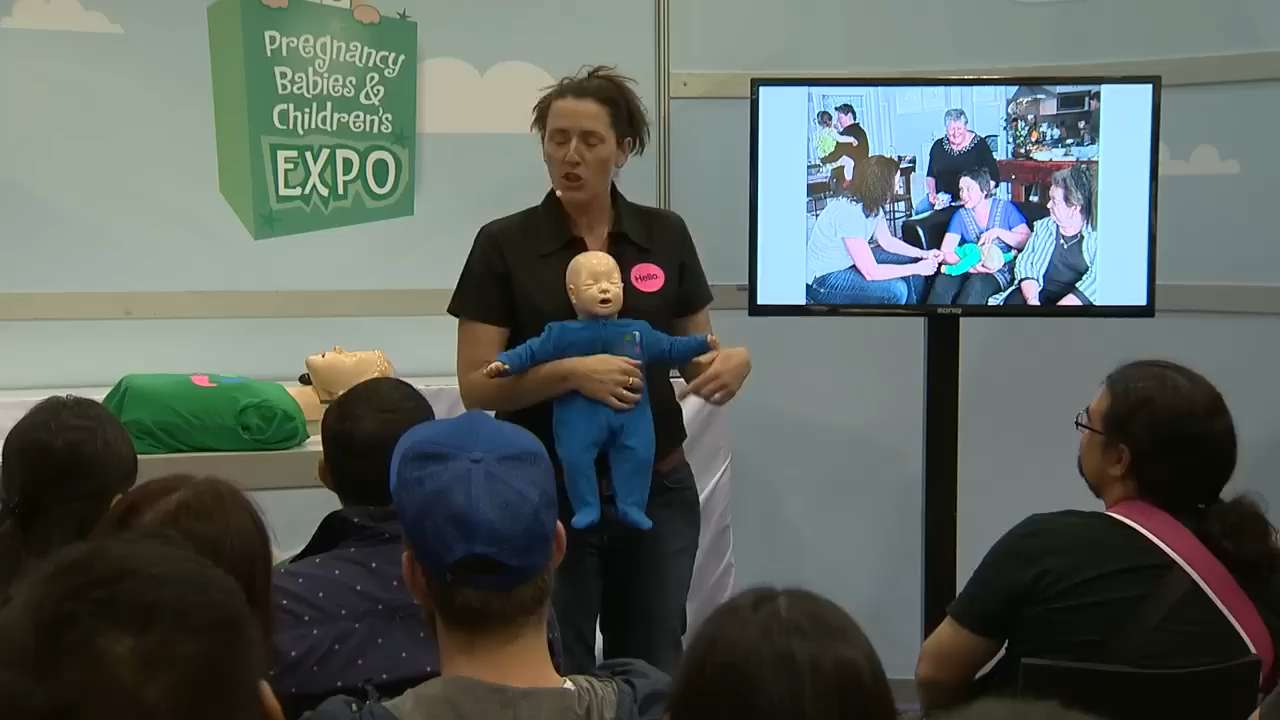 Pregnancy
Babies &
Children's
EXPO
Hello.
SONIQ